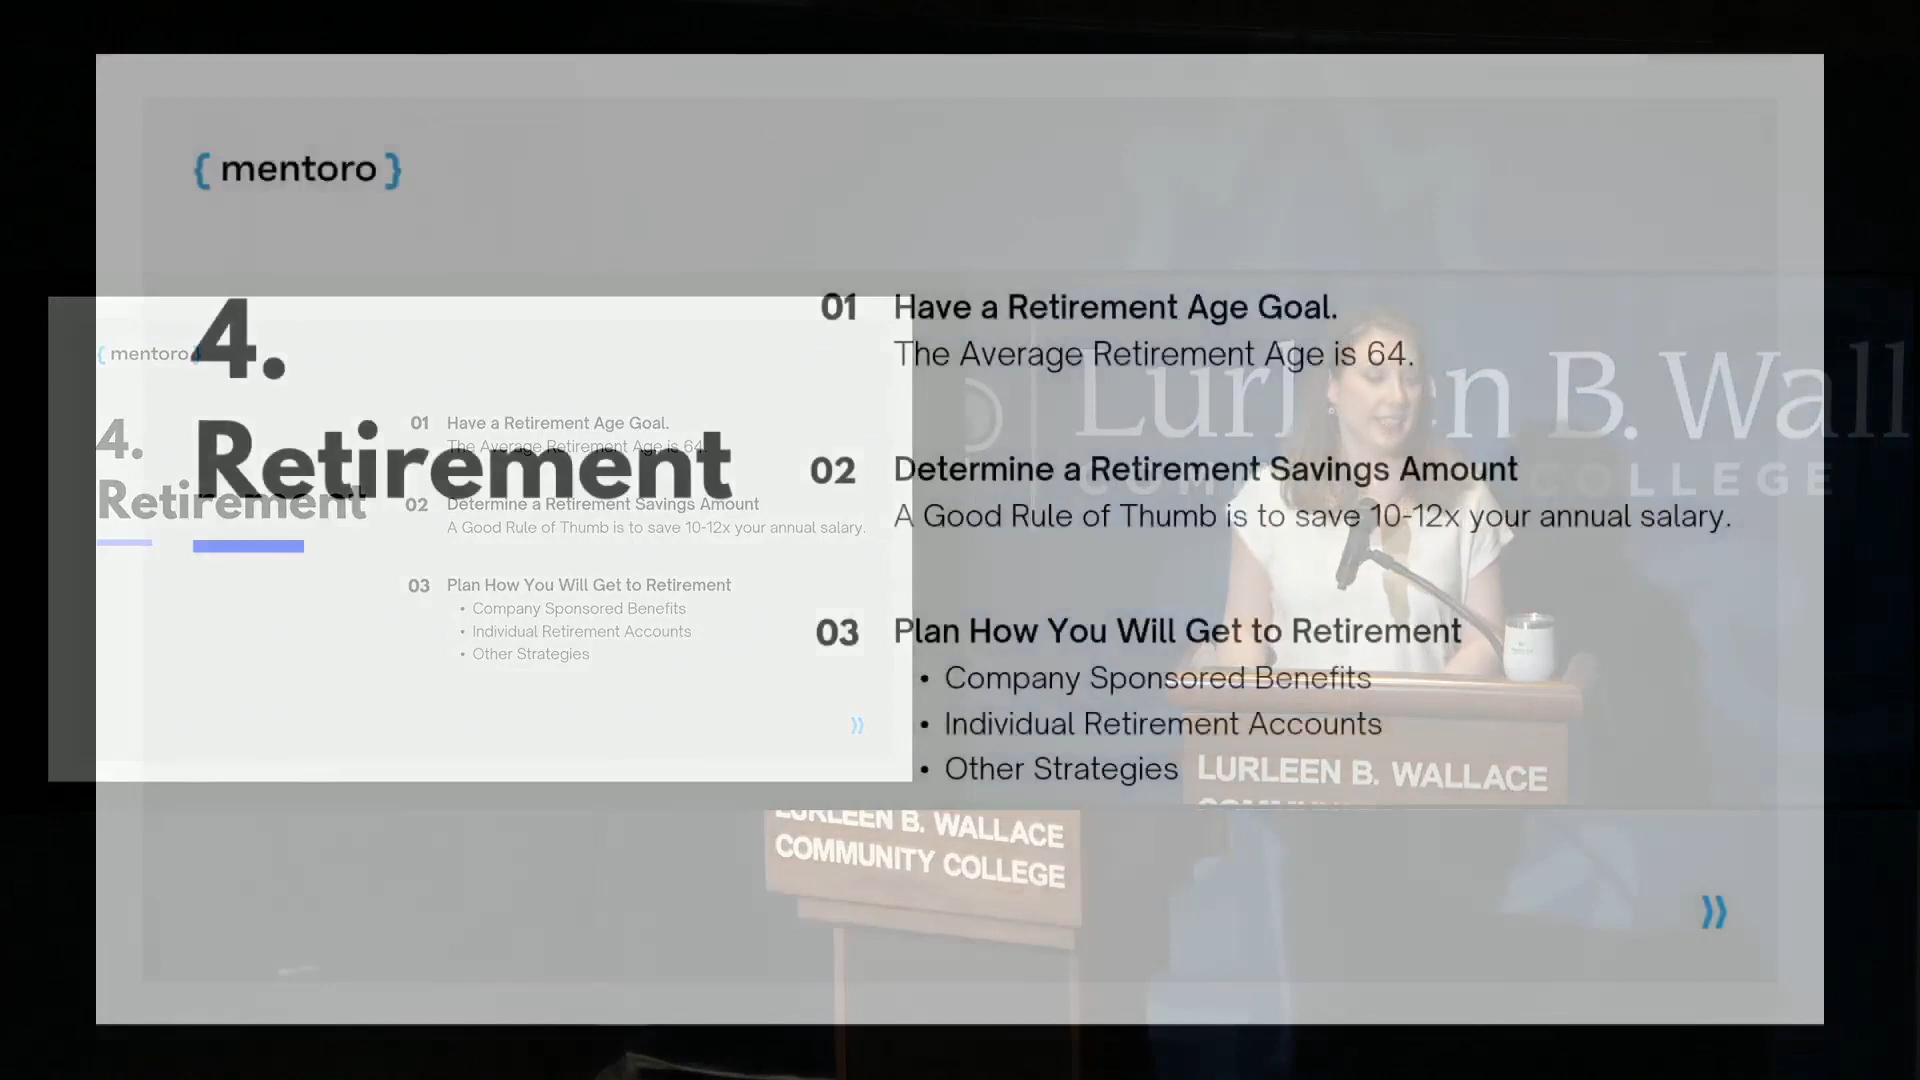 { mentoro }
4.
Retirement
01 Have a Retirement Age Goal.
The Average Retirement Age is 64.
02 Determine a Retirement Savings Amount
A Good Rule of Thumb is to save 10-12x your annual salary.
03 Plan How You Will Get to Retirement
• Company Sponsored Benefits
• Individual Retirement Accounts
• Other Strategies
{ mentoro }
4.
Retirement
01 Have a Retirement Age Goal.
The Average Retirement Age is 64.
02 Determine a Retirement Savings Amount
A Good Rule of Thumb is to save 10-12x your annual salary.
03 Plan How You Will Get to Retirement
• Company Sponsored Benefits
• Individual Retirement Accounts
• Other Strategies
B. Wall
COLLEGE
LURLEEN B. WALLACE
LURLEEN B. WALLACE
COMMUNITY COLLEGE